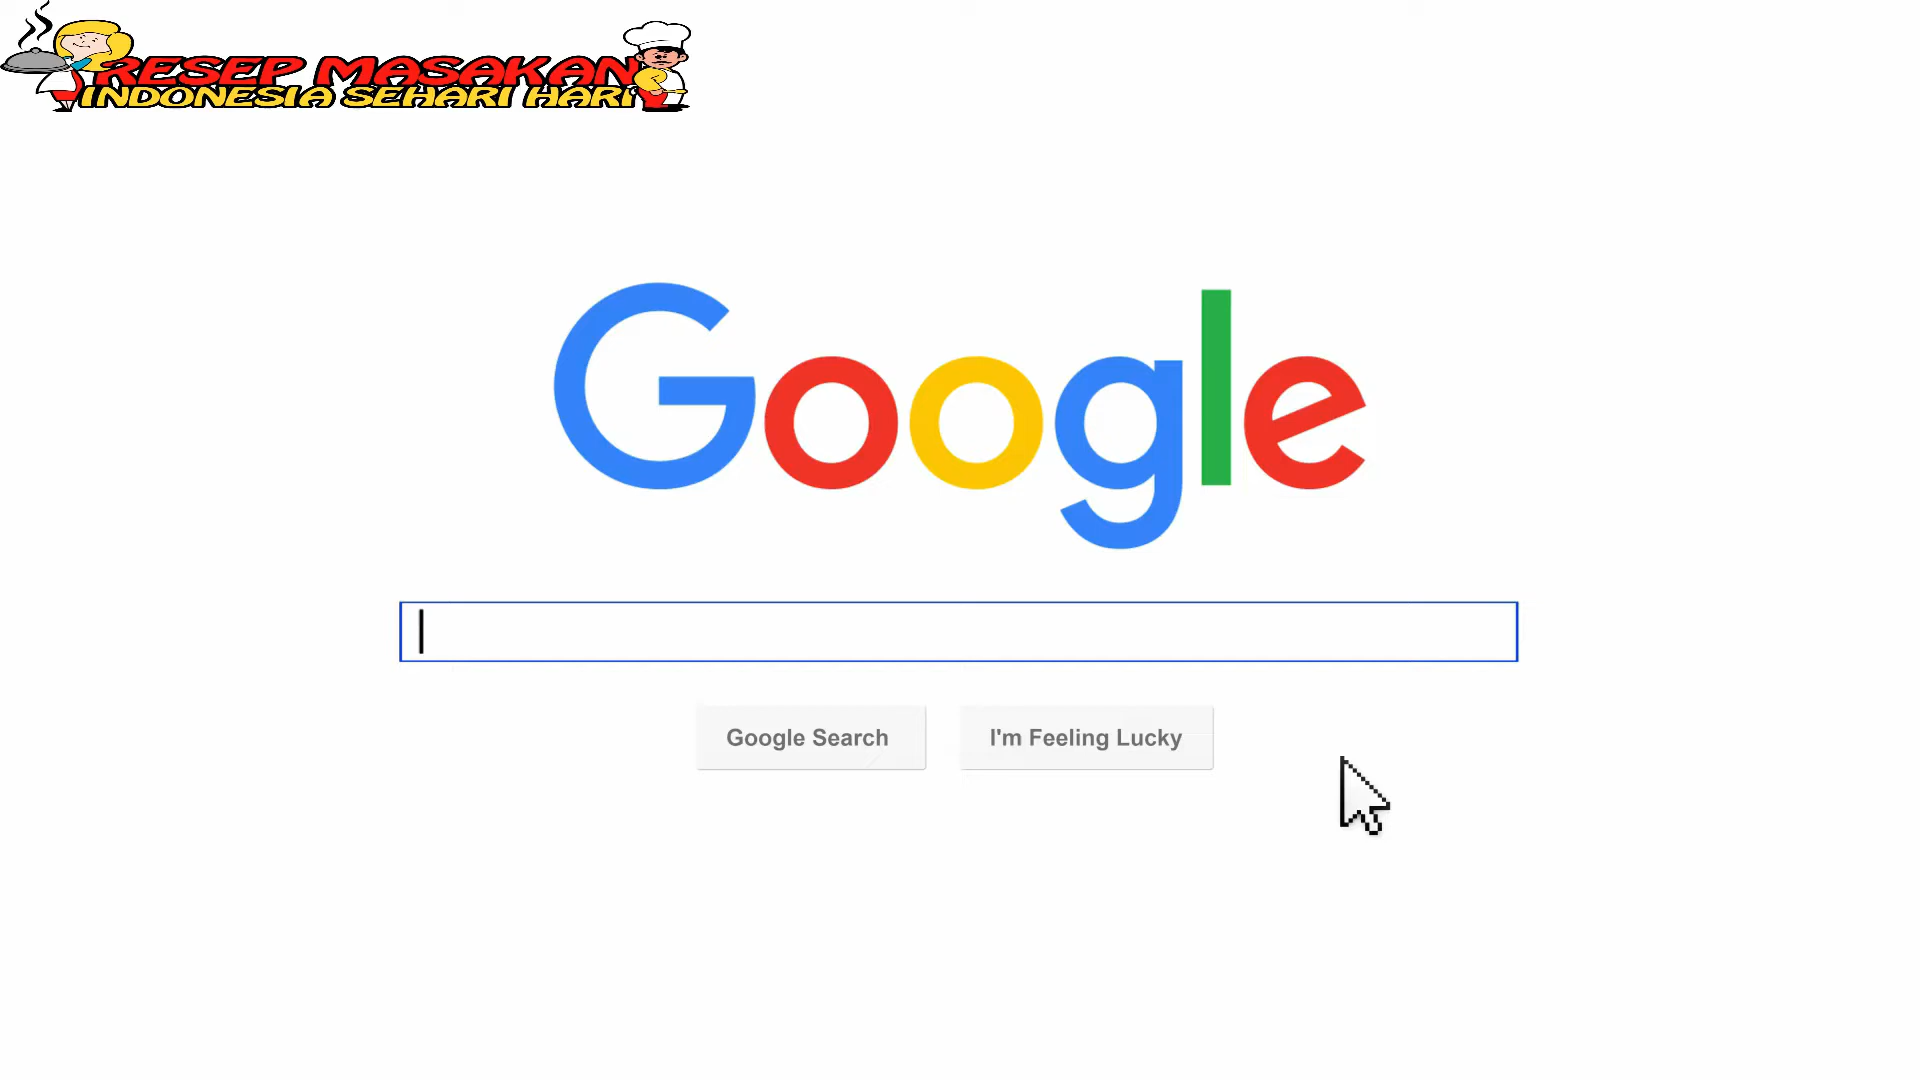 RESEP MASAKAN
INDONESIA SEHARI HARI
Google
Google Search
I'm Feeling Lucky